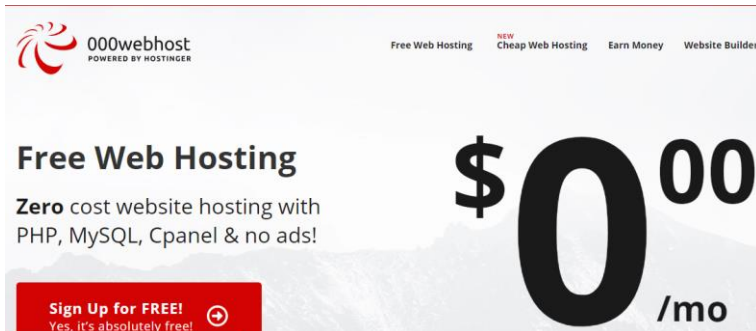 000webhost
POWERED BY HOSTINGER
Free Web Hosting
NEW
Cheap Web Hosting
Earn Money
Website Builder
Free Web Hosting
Zero cost website hosting with
PHP, MySQL, Cpanel & no ads!
$0.00
/mo
Sign Up for FREE!
Yes, it's absolutely free!